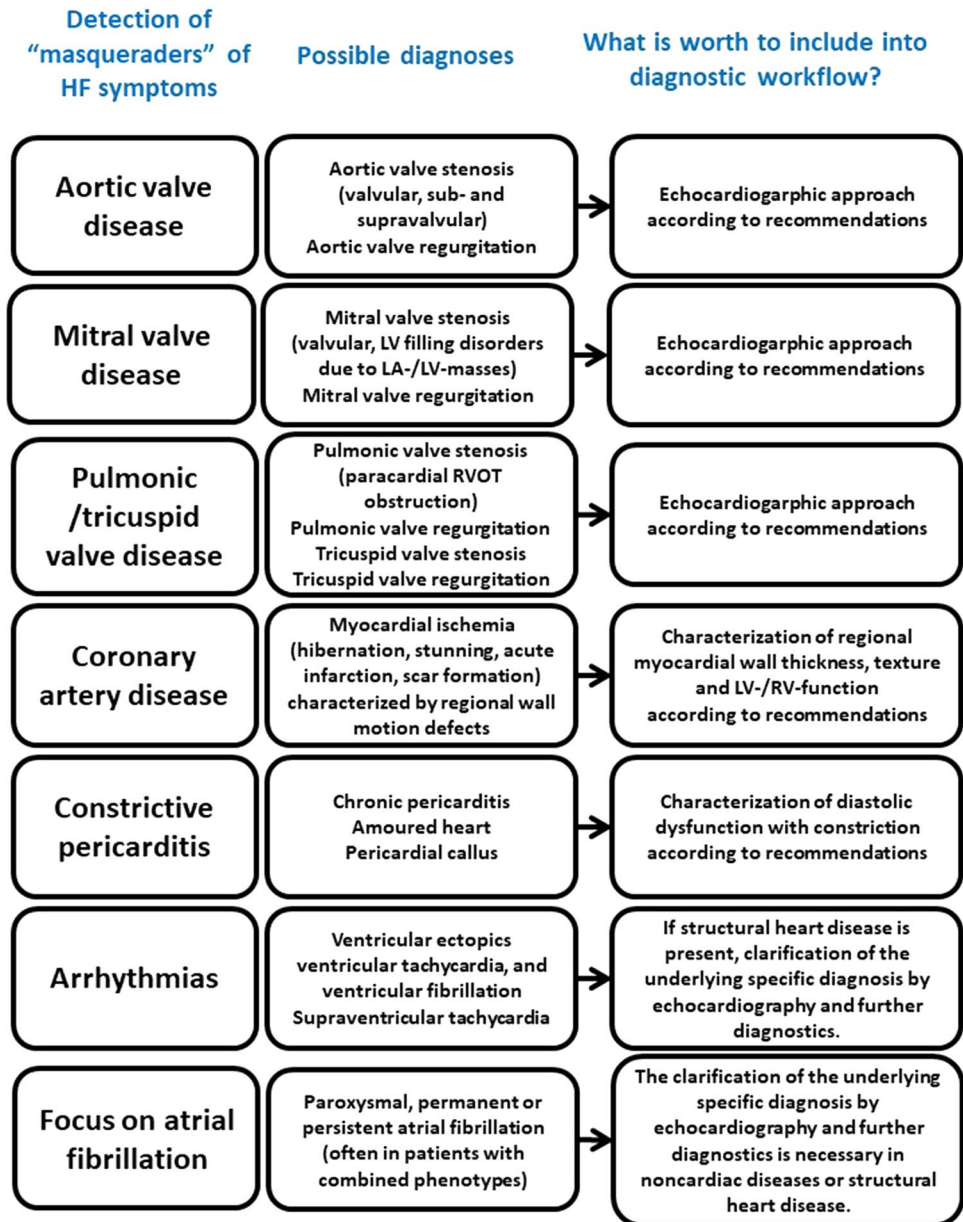 Detection of
“masqueraders” of
HF symptoms
Possible diagnoses
What is worth to include into
diagnostic workflow?
Aortic valve
disease
Aortic valve stenosis
(valvular, sub- and
supravalvular)
Aortic valve regurgitation
Echocardiogarphic approach
according to recommendations
Mitral valve
disease
Mitral valve stenosis
(valvular, LV filling disorders
due to LA-/LV-masses)
Mitral valve regurgitation
Echocardiogarphic approach
according to recommendations
Pulmonic
/tricuspid
valve disease
Pulmonic valve stenosis
(paracardial RVOT
obstruction)
Pulmonic valve regurgitation
Tricuspid valve stenosis
Tricuspid valve regurgitation
Echocardiogarphic approach
according to recommendations
Coronary
artery disease
Myocardial ischemia
(hibernation, stunning, acute
infarction, scar formation)
characterized by regional wall
motion defects
Characterization of regional
myocardial wall thickness, texture
and LV-/RV-function
according to recommendations
Constrictive
pericarditis
Chronic pericarditis
Amoured heart
Pericardial callus
Characterization of diastolic
dysfunction with constriction
according to recommendations
Arrhythmias
Ventricular ectopics
ventricular tachycardia, and
ventricular fibrillation
Supraventricular tachycardia
If structural heart disease is
present, clarification of the
underlying specific diagnosis by
echocardiography and further
diagnostics.
Focus on atrial
fibrillation
Paroxysmal, permanent or
persistent atrial fibrillation
(often in patients with
combined phenotypes)
The clarification of the underlying
specific diagnosis by
echocardiography and further
diagnostics is necessary in
noncardiac diseases or structural
heart disease.